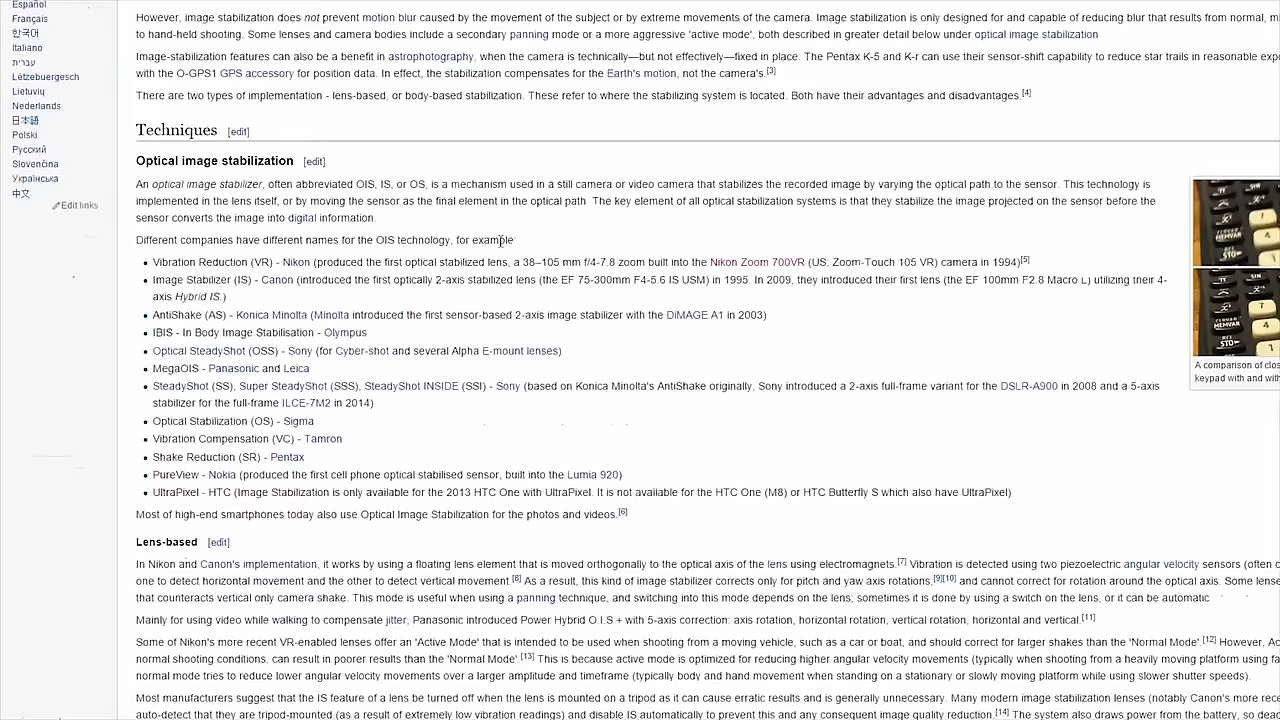 Español
Français
한국어
Italiano
עברית
Lëtzebuergesch
Lietuvių
Nederlands
日本語
Polski
Русский
Slovenčina
Українська
中文
Edit links
However, image stabilization does not prevent motion blur caused by the movement of the subject or by extreme movements of the camera. Image stabilization is only designed for and capable of reducing blur that results from normal,
to hand-held shooting. Some lenses and camera bodies include a secondary panning mode or a more aggressive 'active mode', both described in greater detail below under optical image stabilization
Image-stabilization features can also be a benefit in astrophotography, when the camera is technically—but not effectively—fixed in place. The Pentax K-5 and K-r can use their sensor-shift capability to reduce star trails in reasonable
with the O-GPS1 GPS accessory for position data. In effect, the stabilization compensates for the Earth's motion, not the camera's.[3]
There are two types of implementation - lens-based, or body-based stabilization. These refer to where the stabilizing system is located. Both have their advantages and disadvantages.[4]
Techniques [edit]
Optical image stabilization [edit]
An optical image stabilizer, often abbreviated OIS, IS, or OS, is a mechanism used in a still camera or video camera that stabilizes the recorded image by varying the optical path to the sensor. This technology is
implemented in the lens itself, or by moving the sensor as the final element in the optical path The key element of all optical stabilization systems is that they stabilize the image projected on the sensor before the
sensor converts the image into digital information.
Different companies have different names for the OIS technology, for example
• Vibration Reduction (VR) - Nikon (produced the first optical stabilized lens, a 38–105 mm f/4-7.8 zoom built into the Nikon Zoom 700VR (US: Zoom-Touch 105 VR) camera in 1994)[5]
• Image Stabilizer (IS) - Canon (introduced the first optically 2-axis stabilized lens (the EF 75-300mm F4-5.6 IS USM) in 1995. In 2009, they introduced their first lens (the EF 100mm F2.8 Macro L) utilizing their 4-
axis Hybrid IS.)
• AntiShake (AS) - Konica Minolta (Minolta introduced the first sensor-based 2-axis image stabilizer with the DiMAGE A1 in 2003)
• IBIS - In Body Image Stabilisation - Olympus
• Optical SteadyShot (OSS) - Sony (for Cyber-shot and several Alpha E-mount lenses)
• MegaOIS - Panasonic and Leica
• SteadyShot (SS), Super SteadyShot (SSS), SteadyShot INSIDE (SSI) - Sony (based on Konica Minolta's AntiShake originally, Sony introduced a 2-axis full-frame variant for the DSLR-A900 in 2008 and a 5-axis
stabilizer for the full-frame ILCE-7M2 in 2014)
• Optical Stabilization (OS) - Sigma
• Vibration Compensation (VC) - Tamron
• Shake Reduction (SR) - Pentax
• PureView - Nokia (produced the first cell phone optical stabilised sensor, built into the Lumia 920)
• UltraPixel - HTC (Image Stabilization is only available for the 2013 HTC One with UltraPixel. It is not available for the HTC One (M8) or HTC Butterfly S which also have UltraPixel)
Most of high-end smartphones today also use Optical Image Stabilization for the photos and videos.[6]
A comparison of
keypad with and
Lens-based [edit]
In Nikon and Canon's implementation, it works by using a floating lens element that is moved orthogonally to the optical axis of the lens using electromagnets.[7] Vibration is detected using two piezoelectric angular velocity sensors (often
one to detect horizontal movement and the other to detect vertical movement.[8] As a result, this kind of image stabilizer corrects only for pitch and yaw axis rotations,[9][10] and cannot correct for rotation around the optical axis. Some
that counteracts vertical only camera shake. This mode is useful when using a panning technique, and switching into this mode depends on the lens; sometimes it is done by using a switch on the lens, or it can be automatic
Mainly for using video while walking to compensate jitter, Panasonic introduced Power Hybrid O.I.S + with 5-axis correction: axis rotation, horizontal rotation, vertical rotation, horizontal and vertical.[11]
Some of Nikon's more recent VR-enabled lenses offer an 'Active Mode' that is intended to be used when shooting from a moving vehicle, such as a car or boat, and should correct for larger shakes than the 'Normal Mode'.[12] However,
normal shooting conditions, can result in poorer results than the 'Normal Mode'.[13] This is because active mode is optimized for reducing higher angular velocity movements (typically when shooting from a heavily moving platform using
normal mode tries to reduce lower angular velocity movements over a larger amplitude and timeframe (typically body and hand movement when standing on a stationary or slowly moving platform while using slower shutter speeds).
Most manufacturers suggest that the IS feature of a lens be turned off when the lens is mounted on a tripod as it can cause erratic results and is generally unnecessary. Many modern image stabilization lenses (notably Canon's more
auto-detect that they are tripod-mounted (as a result of extremely low vibration readings) and disable IS automatically to prevent this and any consequent image quality reduction.[14] The system also draws power from the battery, so